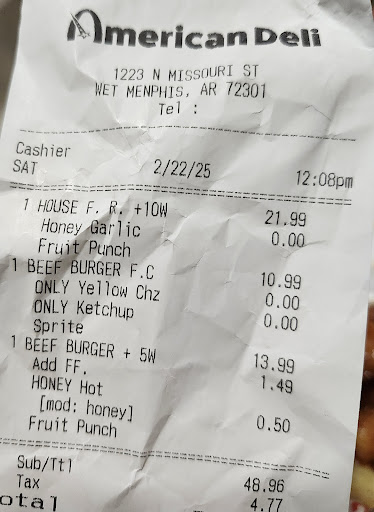 American Deli
1223 N MISSOURI ST
WET MENPHIS, AR 72301
Tel :
Cashier
SAT 2/22/25 12:08pm
1 HOUSE F. R. +10W 21.99
Honey Garlic 0.00
Fruit Punch
1 BEEF BURGER F.C 10.99
ONLY Yellow Chz 0.00
ONLY Ketchup 0.00
Sprite
1 BEEF BURGER + 5W 13.99
Add FF. 1.49
HONEY Hot
[mod: honey]
Fruit Punch 0.50
Sub/Ttl 48.96
Tax 4.77
otal